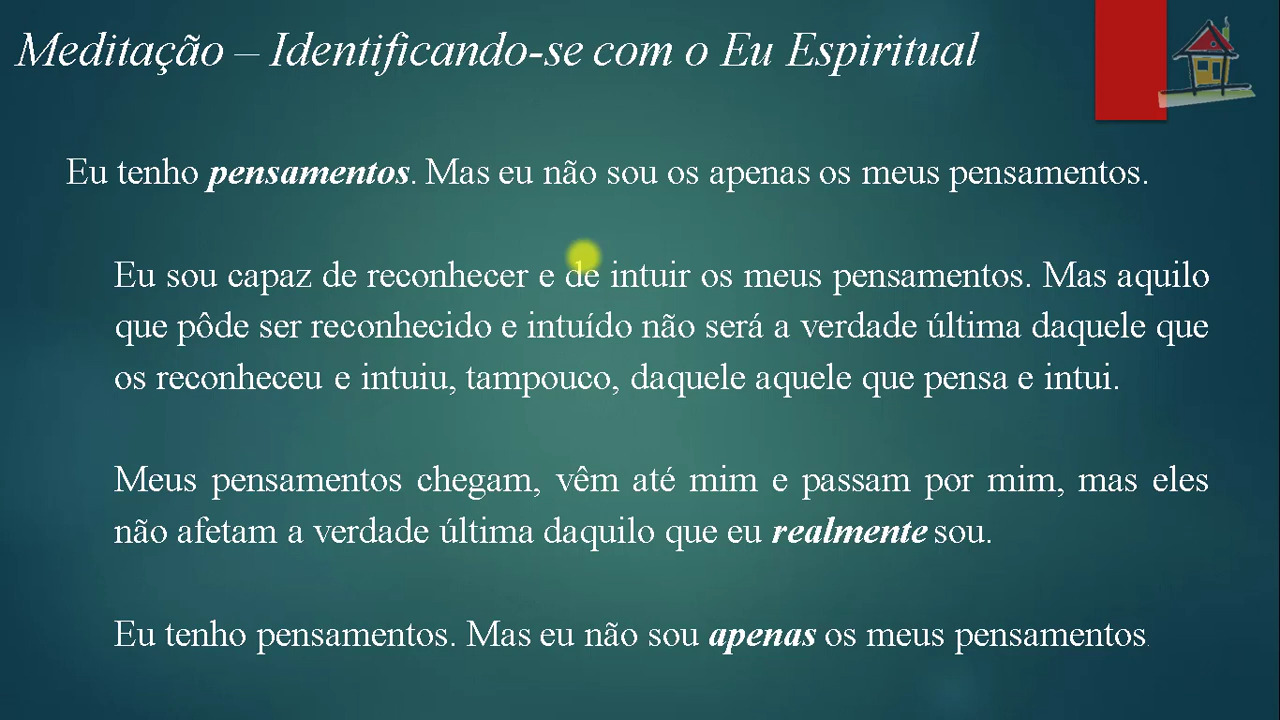 Meditação – Identificando-se com o Eu Espiritual
Eu tenho pensamentos. Mas eu não sou os apenas os meus pensamentos.
Eu sou capaz de reconhecer e de intuir os meus pensamentos. Mas aquilo
que pôde ser reconhecido e intuído não será a verdade última daquele que
os reconheceu e intuiu, tampouco, daquele aquele que pensa e intui.
Meus pensamentos chegam, vêm até mim e passam por mim, mas eles
não afetam a verdade última daquilo que eu realmente sou.
Eu tenho pensamentos. Mas eu não sou apenas os meus pensamentos.